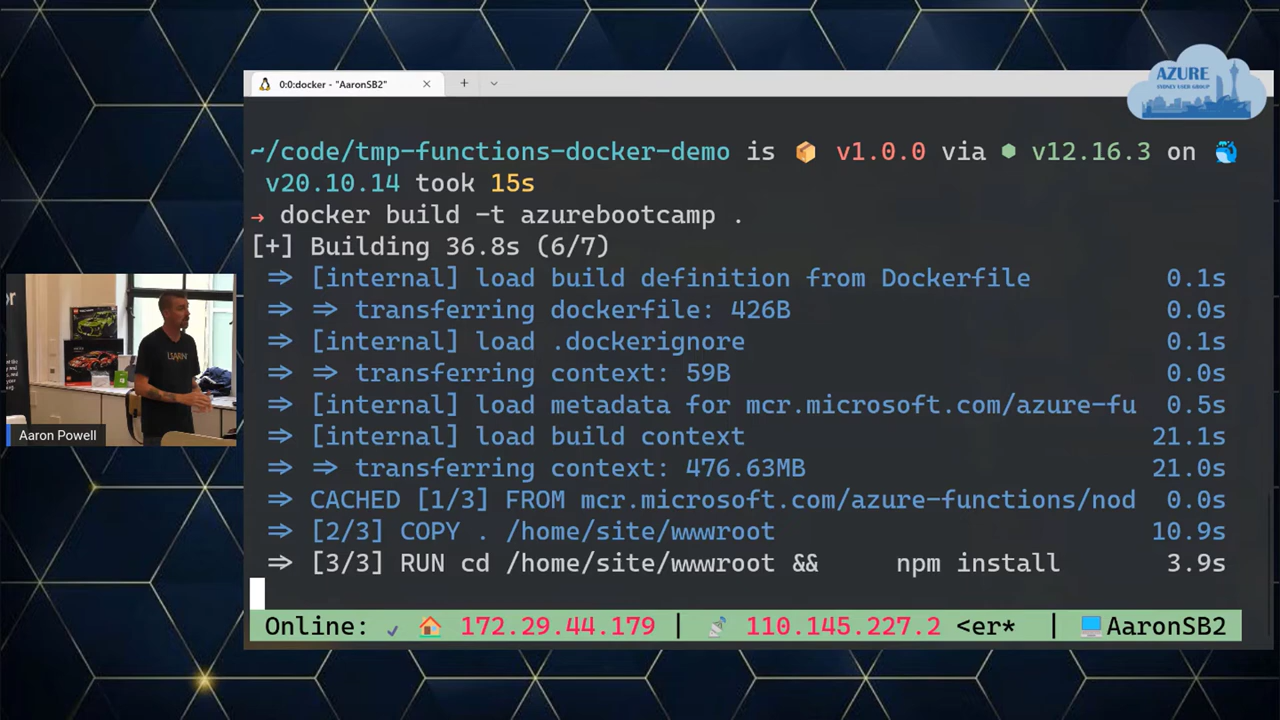 AZURE
SYDNEY USER GROUP
0:0:docker - "AaronSB2"
~/code/tmp-functions-docker-demo is 📦 v1.0.0 via ⬢ v12.16.3 on 🐳
v20.10.14 took 15s
→ docker build -t azurebootcamp .
[+] Building 36.8s (6/7)
=> [internal] load build definition from Dockerfile 0.1s
=> => transferring dockerfile: 426B 0.0s
=> [internal] load .dockerignore 0.1s
=> => transferring context: 59B 0.0s
=> [internal] load metadata for mcr.microsoft.com/azure-fu 0.5s
=> [internal] load build context 21.1s
=> => transferring context: 476.63MB 21.0s
=> CACHED [1/3] FROM mcr.microsoft.com/azure-functions/nod 0.0s
=> [2/3] COPY . /home/site/wwwroot 10.9s
=> [3/3] RUN cd /home/site/wwwroot && npm install 3.9s
Online: ✓ 🏠 172.29.44.179 | 📡 110.145.227.2 <er* | 💻AaronSB2
LEARN
Aaron Powell